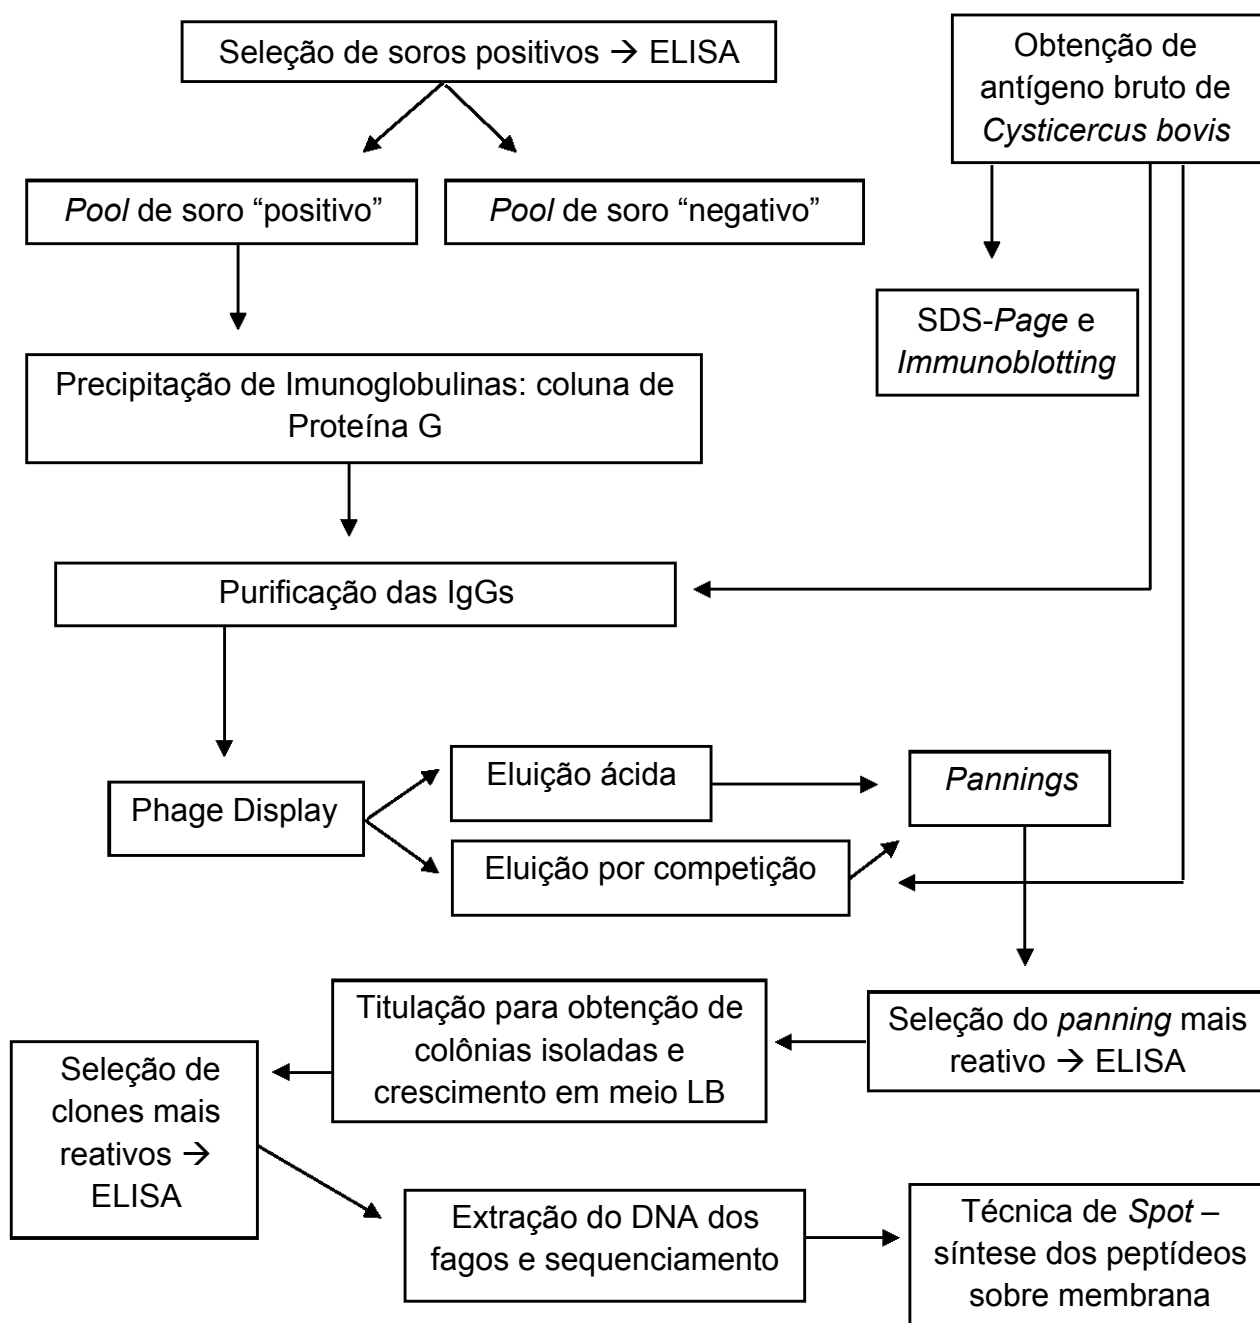 Seleção de soros positivos → ELISA
Obtenção de
antígeno bruto de
Cysticercus bovis
Pool de soro “positivo”
Pool de soro “negativo”
SDS-Page e
Immunoblotting
Precipitação de Imunoglobulinas: coluna de
Proteína G
Purificação das IgGs
Phage Display
Eluição ácida
Eluição por competição
Pannings
Seleção do panning mais
reativo → ELISA
Titulação para obtenção de
colônias isoladas e
crescimento em meio LB
Seleção de
clones mais
reativos →
ELISA
Extração do DNA dos
fagos e sequenciamento
Técnica de Spot –
síntese dos peptídeos
sobre membrana